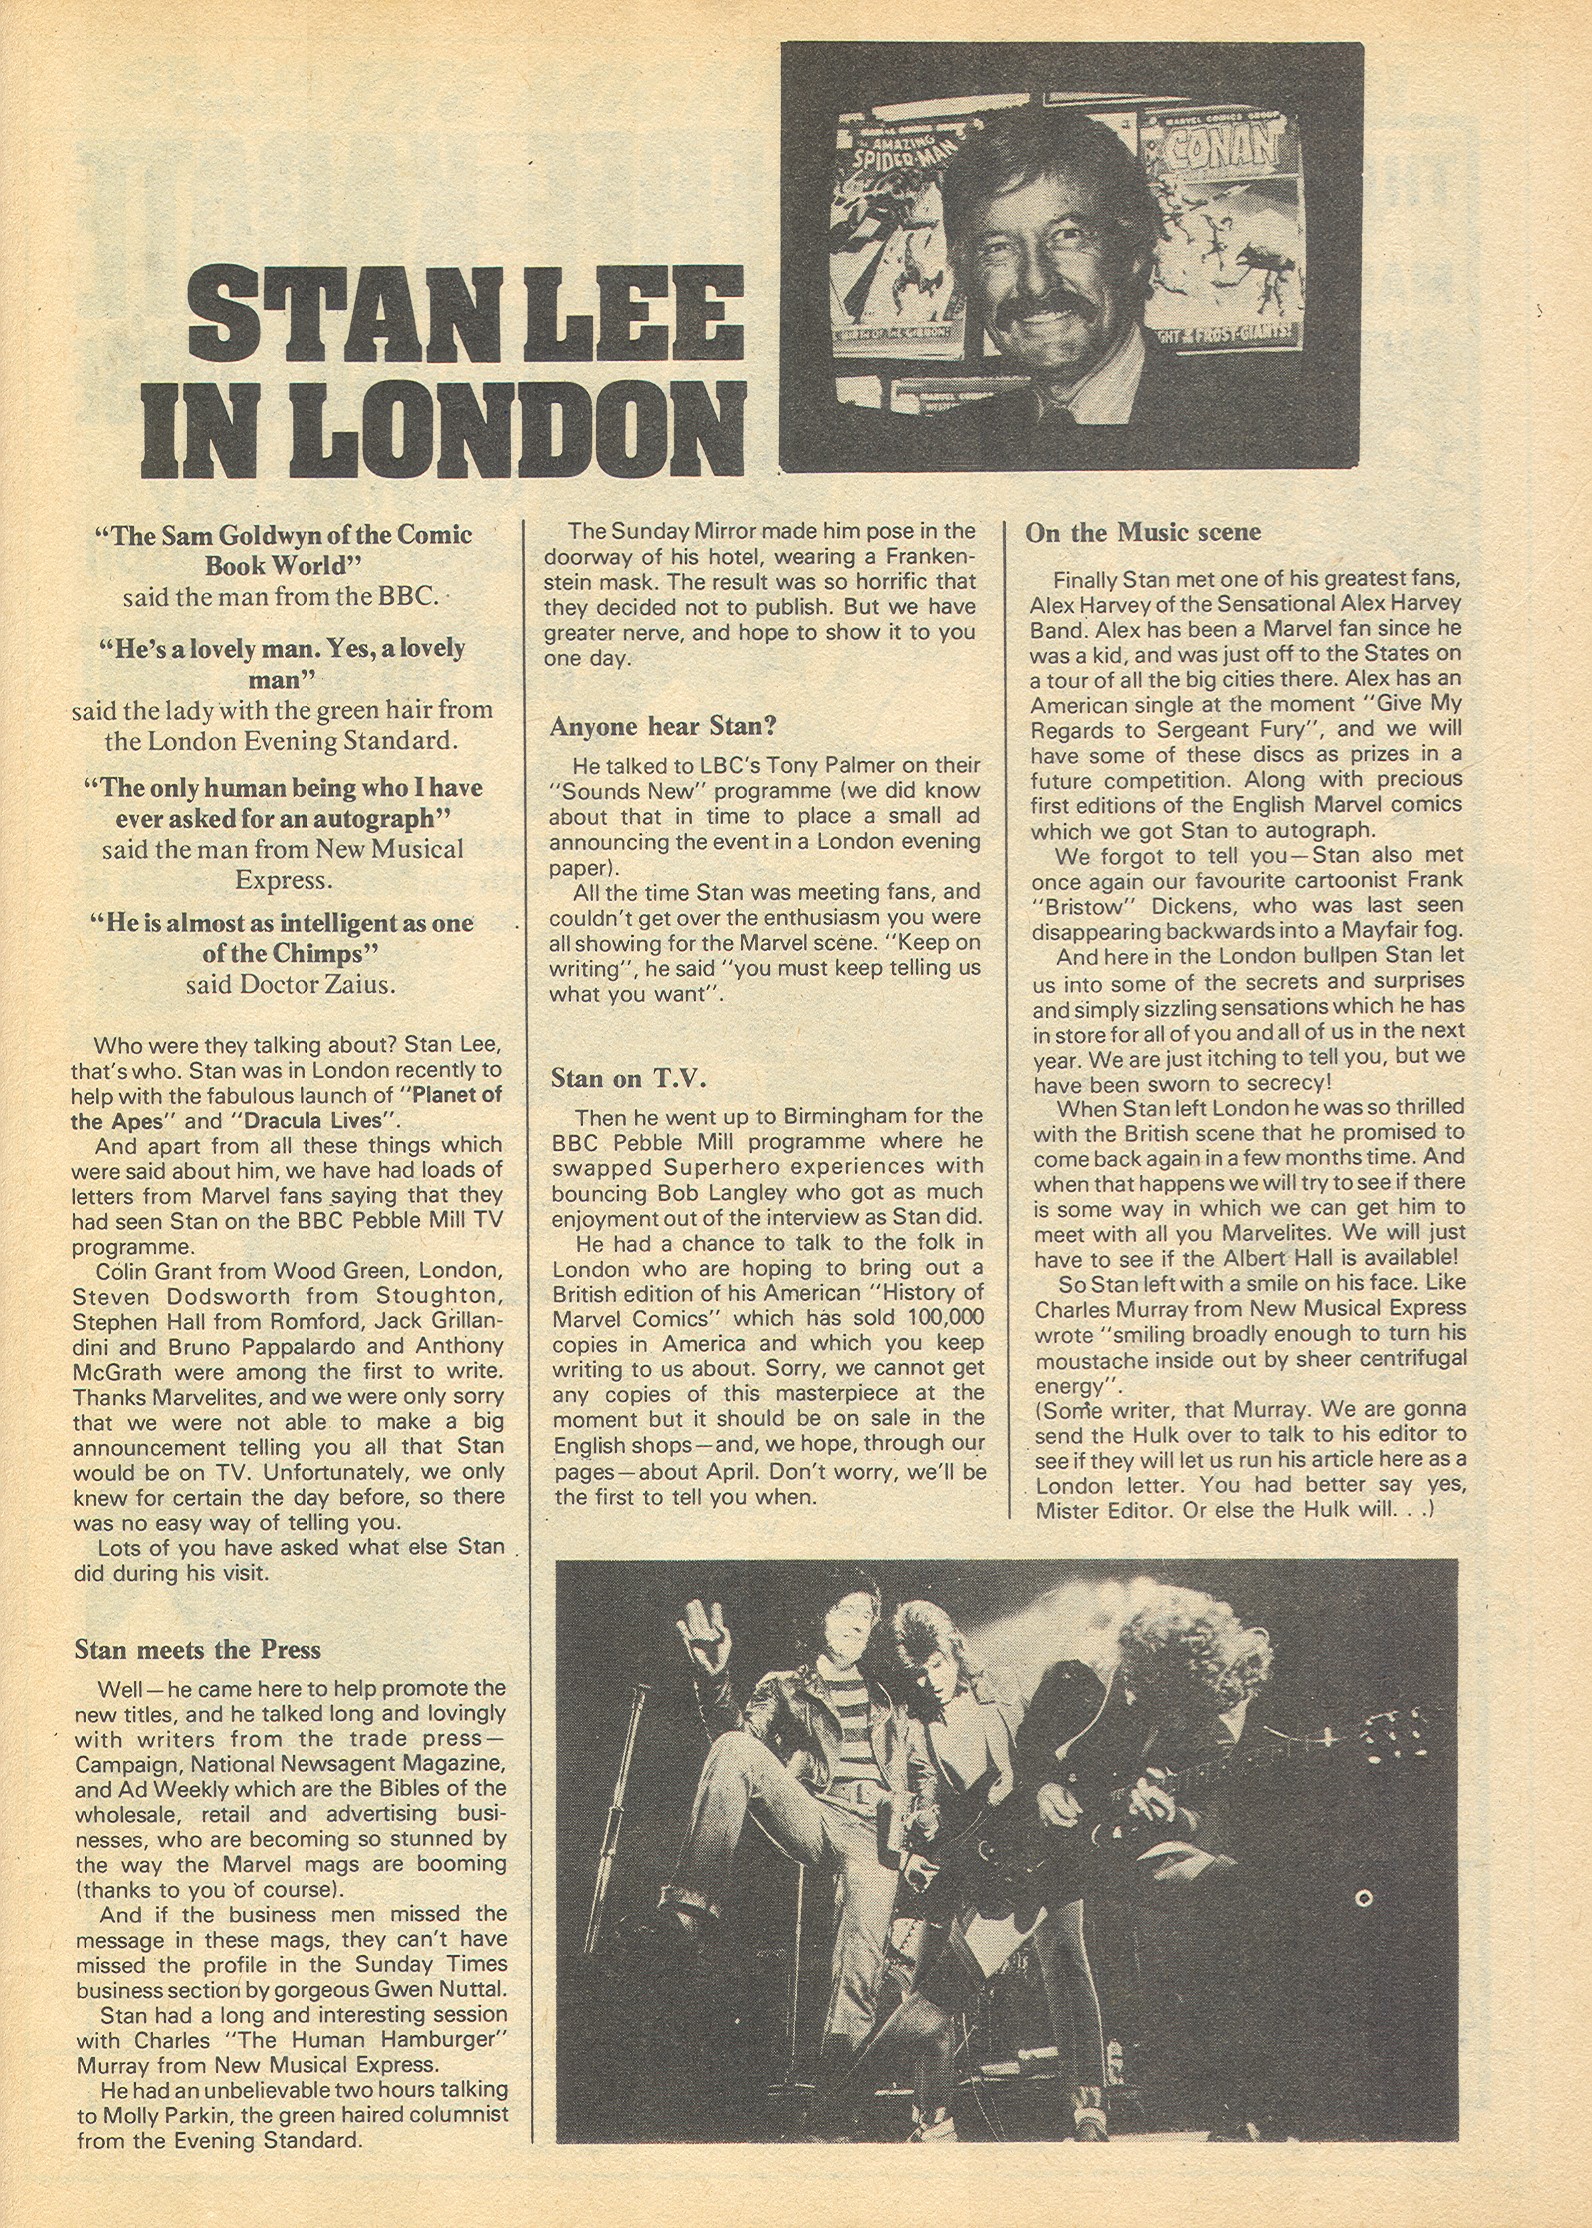 STAN LEE
IN LONDON
MARVEL COMICS GROUP
THE AMAZING
SPIDER-MAN
MARVEL COMICS GROUP
CONAN
OF THE GIBBON!
FROST-GIANTS!
MARVEL COMICS
"The Sam Goldwyn of the Comic
Book World"
said the man from the BBC.
"He's a lovely man. Yes, a lovely
man"
said the lady with the green hair from
the London Evening Standard.
"The only human being who I have
ever asked for an autograph"
said the man from New Musical
Express.
"He is almost as intelligent as one
of the Chimps"
said Doctor Zaius.
Who were they talking about? Stan Lee,
that's who. Stan was in London recently to
help with the fabulous launch of "Planet of
the Apes" and "Dracula Lives".
And apart from all these things which
were said about him, we have had loads of
letters from Marvel fans saying that they
had seen Stan on the BBC Pebble Mill TV
programme.
Colin Grant from Wood Green, London,
Steven Dodsworth from Stoughton,
Stephen Hall from Romford, Jack Grillan-
dini and Bruno Pappalardo and Anthony
McGrath were among the first to write.
Thanks Marvelites, and we were only sorry
that we were not able to make a big
announcement telling you all that Stan
would be on TV. Unfortunately, we only
knew for certain the day before, so there
was no easy way of telling you.
Lots of you have asked what else Stan
did during his visit.
Stan meets the Press
Well—he came here to help promote the
new titles, and he talked long and lovingly
with writers from the trade press—
Campaign, National Newsagent Magazine,
and Ad Weekly which are the Bibles of the
wholesale, retail and advertising busi-
nesses, who are becoming so stunned by
the way the Marvel mags are booming
(thanks to you of course).
And if the business men missed the
message in these mags, they can't have
missed the profile in the Sunday Times
business section by gorgeous Gwen Nuttal.
Stan had a long and interesting session
with Charles "The Human Hamburger"
Murray from New Musical Express.
He had an unbelievable two hours talking
to Molly Parkin, the green haired columnist
from the Evening Standard.
The Sunday Mirror made him pose in the
doorway of his hotel, wearing a Franken-
stein mask. The result was so horrific that
they decided not to publish. But we have
greater nerve, and hope to show it to you
one day.
Anyone hear Stan?
He talked to LBC's Tony Palmer on their
"Sounds New" programme (we did know
about that in time to place a small ad
announcing the event in a London evening
paper).
All the time Stan was meeting fans, and
couldn't get over the enthusiasm you were
all showing for the Marvel scene. "Keep on
writing", he said "you must keep telling us
what you want".
Stan on T.V.
Then he went up to Birmingham for the
BBC Pebble Mill programme where he
swapped Superhero experiences with
bouncing Bob Langley who got as much
enjoyment out of the interview as Stan did.
He had a chance to talk to the folk in
London who are hoping to bring out a
British edition of his American "History of
Marvel Comics" which has sold 100,000
copies in America and which you keep
writing to us about. Sorry, we cannot get
any copies of this masterpiece at the
moment but it should be on sale in the
English shops—and, we hope, through our
pages—about April. Don't worry, we'll be
the first to tell you when.
On the Music scene
Finally Stan met one of his greatest fans,
Alex Harvey of the Sensational Alex Harvey
Band. Alex has been a Marvel fan since he
was a kid, and was just off to the States on
a tour of all the big cities there. Alex has an
American single at the moment "Give My
Regards to Sergeant Fury", and we will
have some of these discs as prizes in a
future competition. Along with precious
first editions of the English Marvel comics
which we got Stan to autograph.
We forgot to tell you—Stan also met
once again our favourite cartoonist Frank
"Bristow" Dickens, who was last seen
disappearing backwards into a Mayfair fog.
And here in the London bullpen Stan let
us into some of the secrets and surprises
and simply sizzling sensations which he has
in store for all of you and all of us in the next
year. We are just itching to tell you, but we
have been sworn to secrecy!
When Stan left London he was so thrilled
with the British scene that he promised to
come back again in a few months time. And
when that happens we will try to see if there
is some way in which we can get him to
meet with all you Marvelites. We will just
have to see if the Albert Hall is available!
So Stan left with a smile on his face. Like
Charles Murray from New Musical Express
wrote "smiling broadly enough to turn his
moustache inside out by sheer centrifugal
energy".
(Some writer, that Murray. We are gonna
send the Hulk over to talk to his editor to
see if they will let us run his article here as a
London letter. You had better say yes,
Mister Editor. Or else the Hulk will. . .)